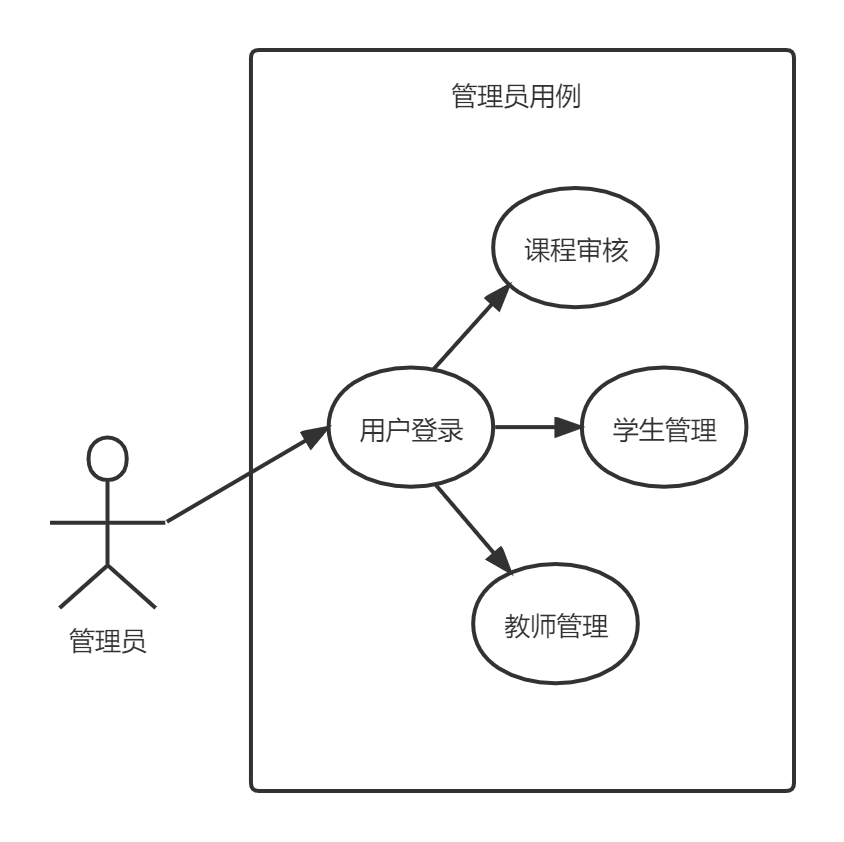 管理员用例
课程审核
用户登录
学生管理
教师管理
管理员